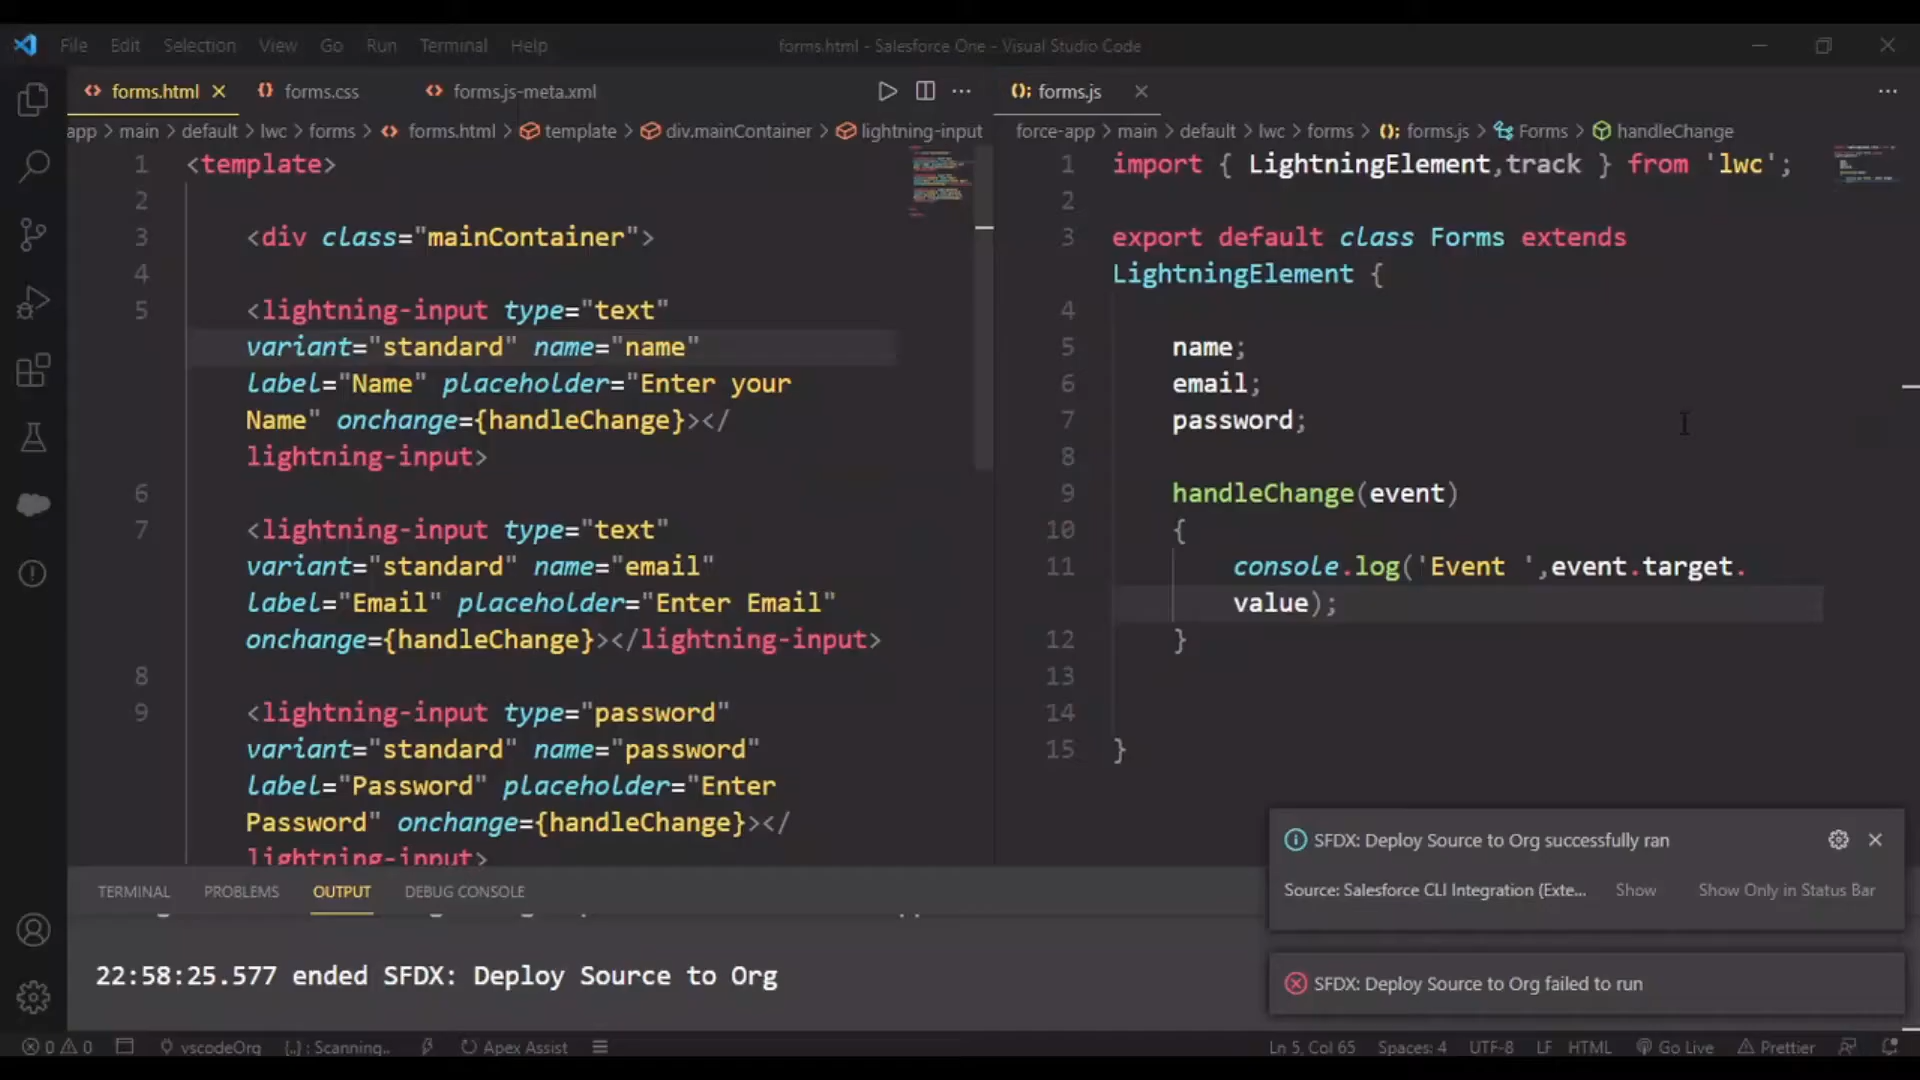 File Edit Selection View Go Run Terminal Help
forms.html - Salesforce One - Visual Studio Code
forms.html
forms.css
forms.js-meta.xml
app > main > default > lwc > forms > forms.html > template > div.mainContainer > lightning-input
1 <template>
2
3 <div class="mainContainer">
4
5 <lightning-input type="text"
variant="standard" name="name"
label="Name" placeholder="Enter your
Name" onchange={handleChange}></
lightning-input>
6
7 <lightning-input type="text"
variant="standard" name="email"
label="Email" placeholder="Enter Email"
onchange={handleChange}></lightning-input>
8
9 <lightning-input type="password"
variant="standard" name="password"
label="Password" placeholder="Enter
Password" onchange={handleChange}></
lightning-input>
forms.js
force-app > main > default > lwc > forms > forms.js > Forms > handleChange
1 import { LightningElement,track } from 'lwc';
2
3 export default class Forms extends
LightningElement {
4
5 name;
6 email;
7 password;
8
9 handleChange(event)
10 {
11 console.log('Event ',event.target.
value);
12 }
13
14
15 }
TERMINAL PROBLEMS OUTPUT DEBUG CONSOLE
22:58:25.577 ended SFDX: Deploy Source to Org
SFDX: Deploy Source to Org successfully ran
Source: Salesforce CLI Integration (Exte... Show Show Only in Status Bar
SFDX: Deploy Source to Org failed to run
0 0 vscodeOrg {..} : Scanning.. Apex Assist
Ln 5, Col 65 Spaces: 4 UTF-8 LF HTML Go Live Prettier